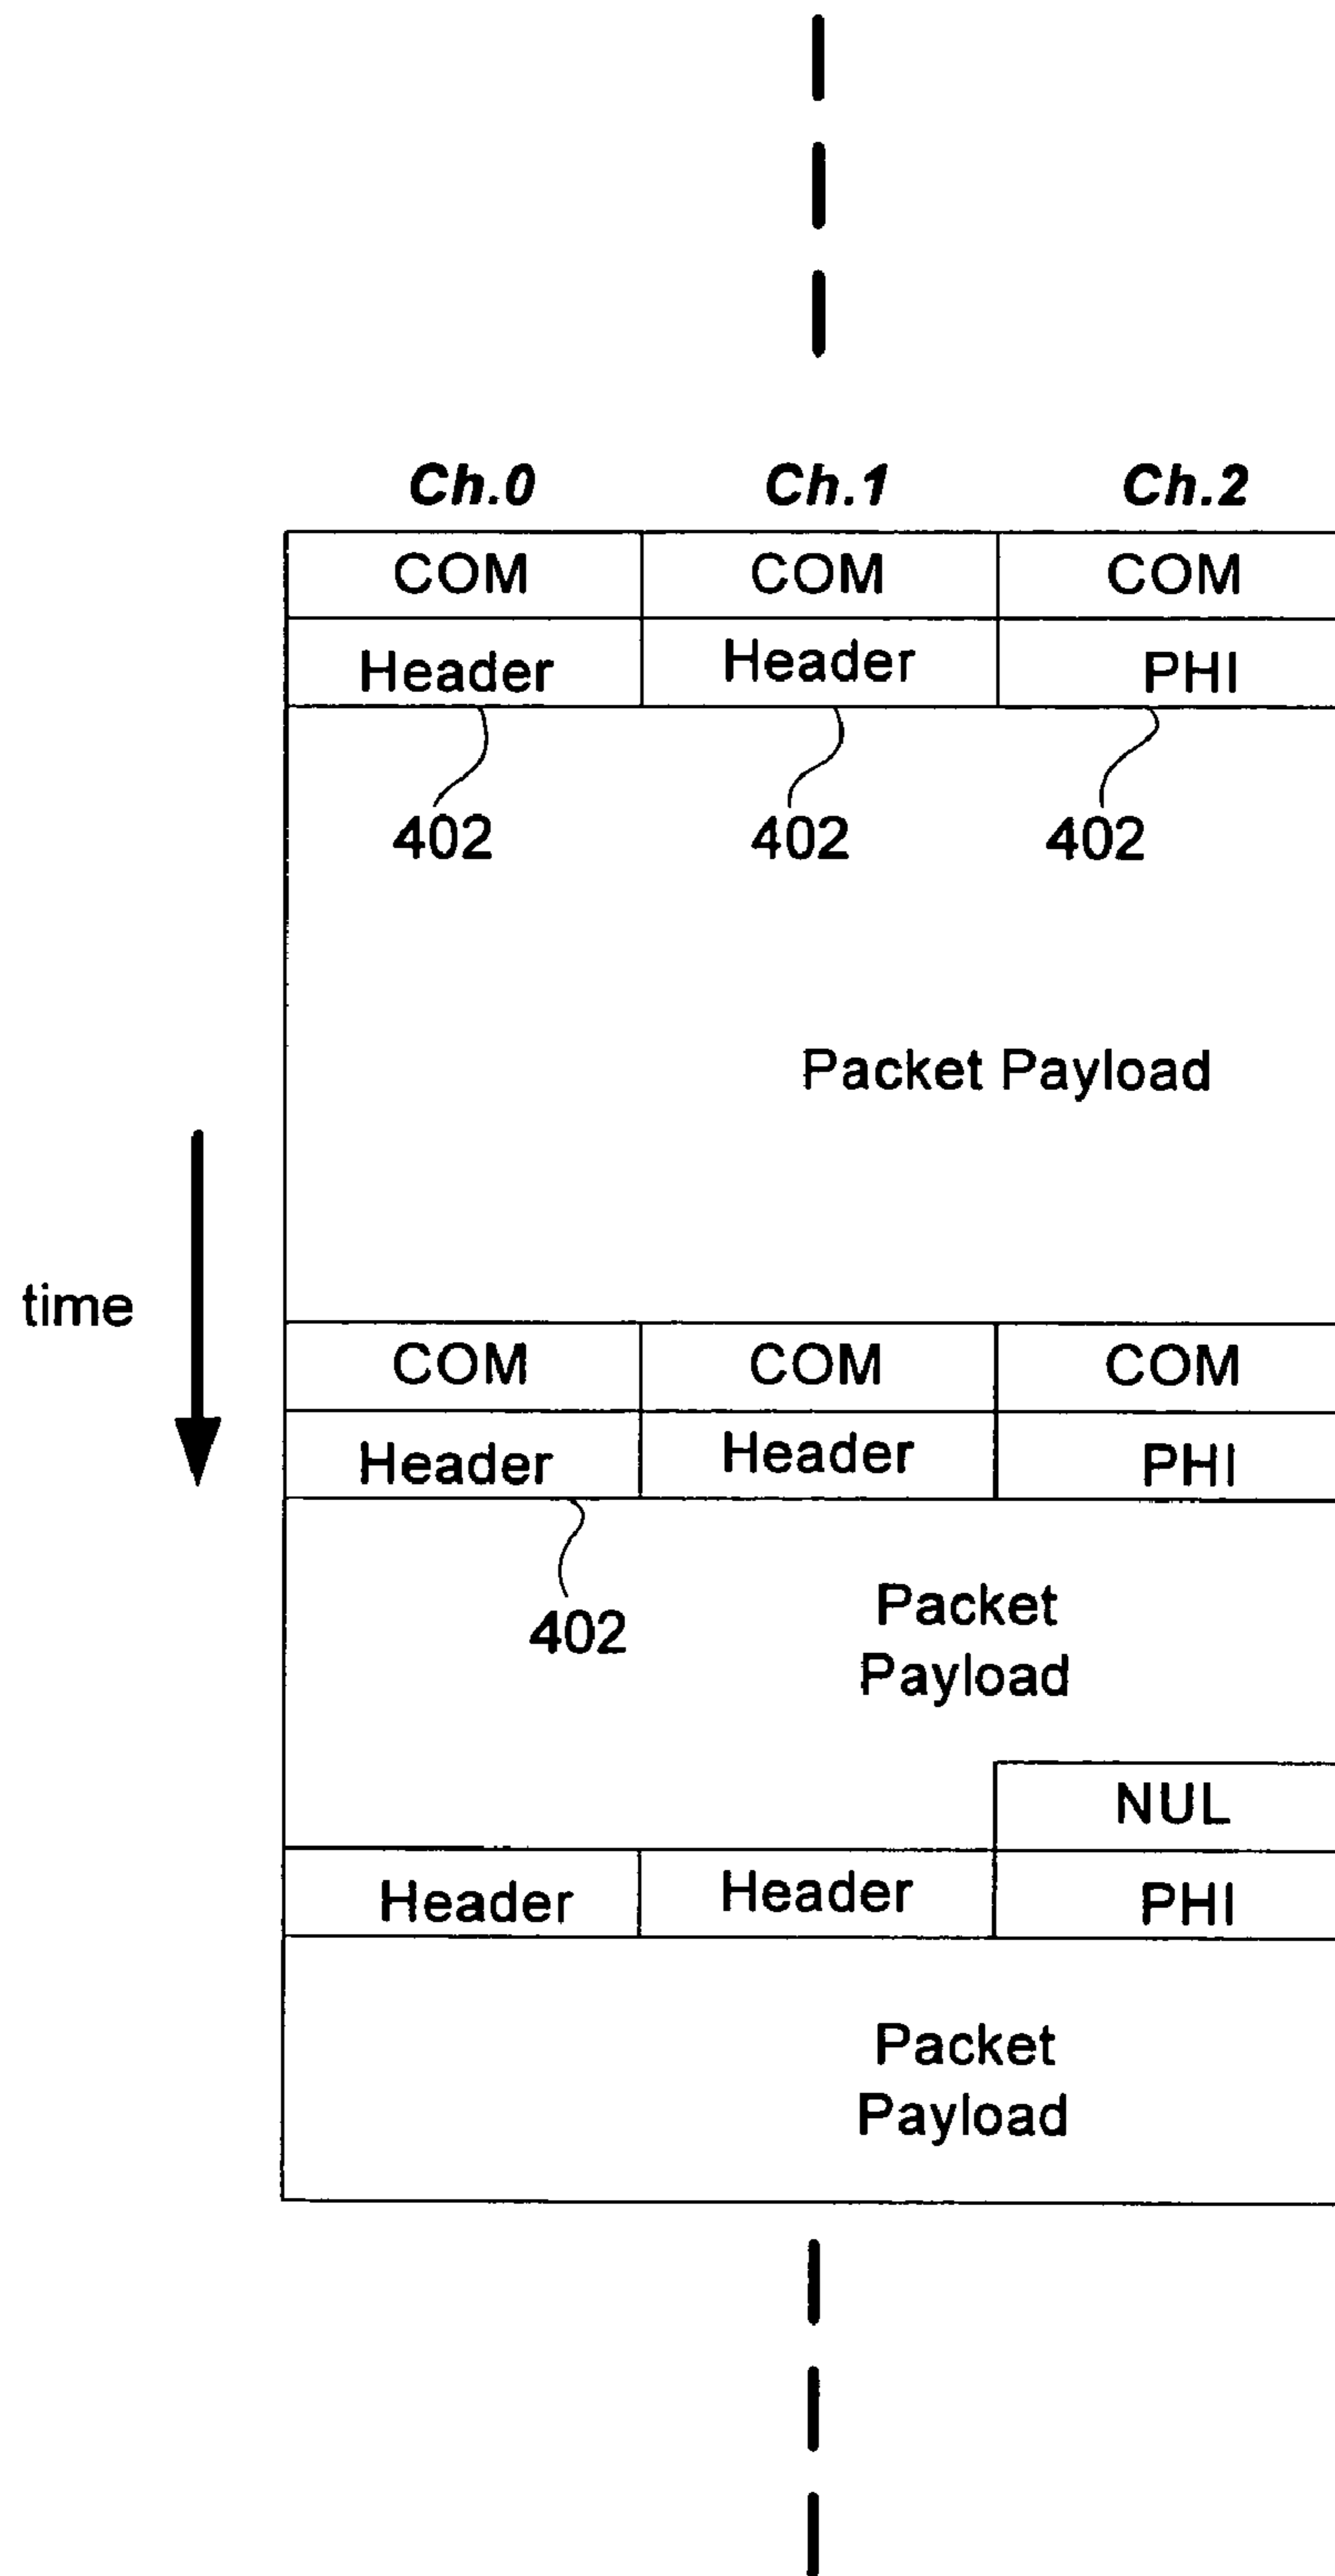 Ch.0 Ch.1 Ch.2
COM COM COM
Header Header PHI
402 402 402
Packet Payload
time
COM COM COM
Header Header PHI
402
Packet
Payload
NUL
Header Header PHI
Packet
Payload